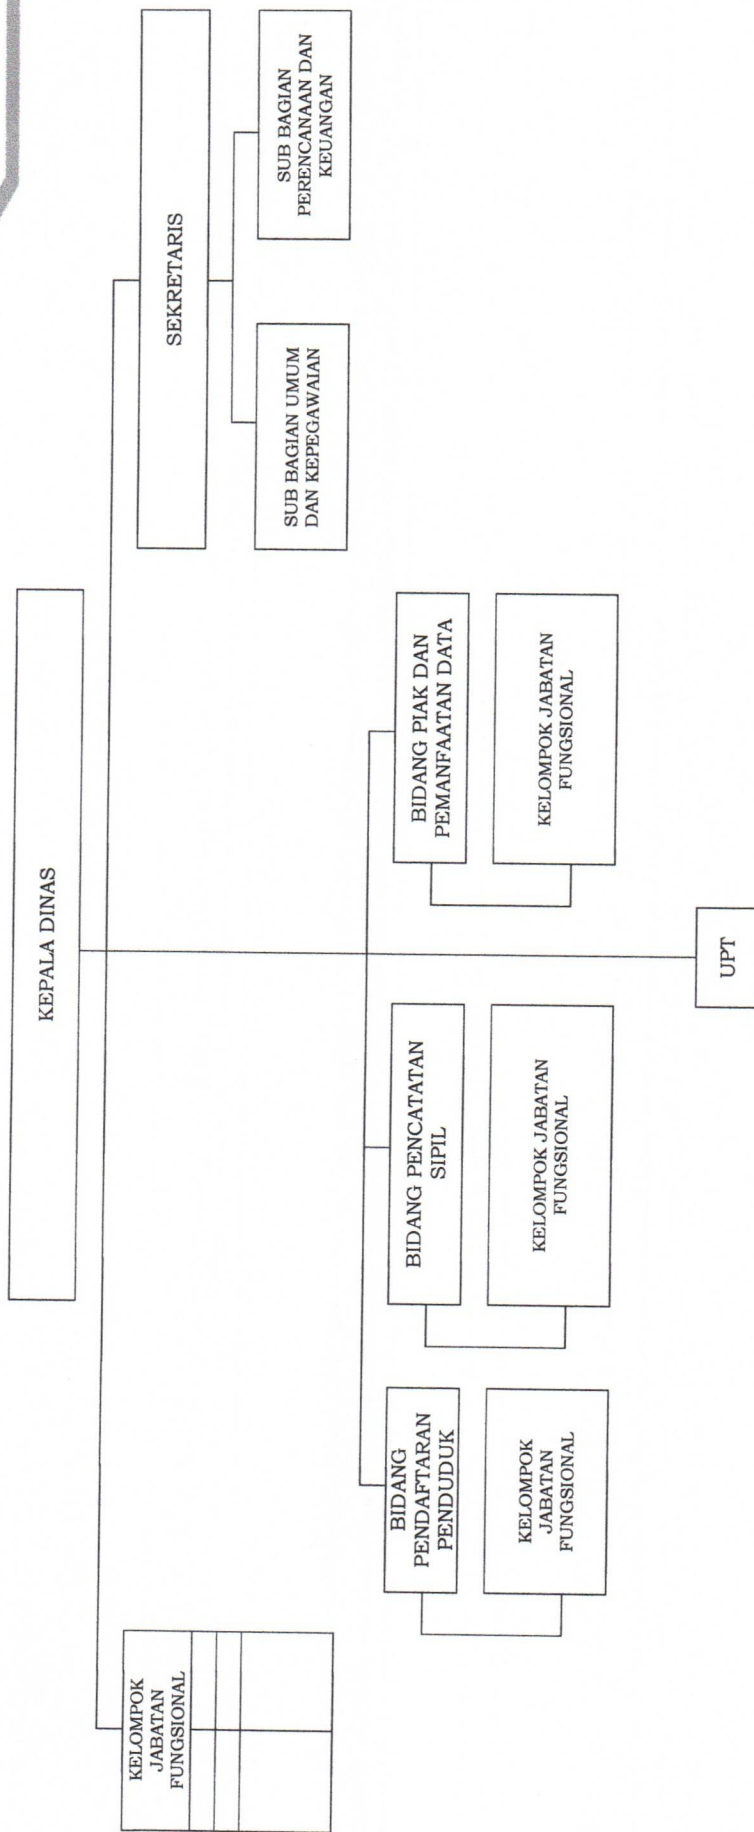 KEPALA DINAS
KELOMPOK
JABATAN
FUNGSIONAL
SEKRETARIS
SUB BAGIAN UMUM
DAN KEPEGAWAIAN
SUB BAGIAN
PERENCANAAN DAN
KEUANGAN
BIDANG
PENDAFTARAN
PENDUDUK
KELOMPOK
JABATAN
FUNGSIONAL
BIDANG PENCATATAN
SIPIL
KELOMPOK JABATAN
FUNGSIONAL
BIDANG PIAK DAN
PEMANFAATAN DATA
KELOMPOK JABATAN
FUNGSIONAL
UPT